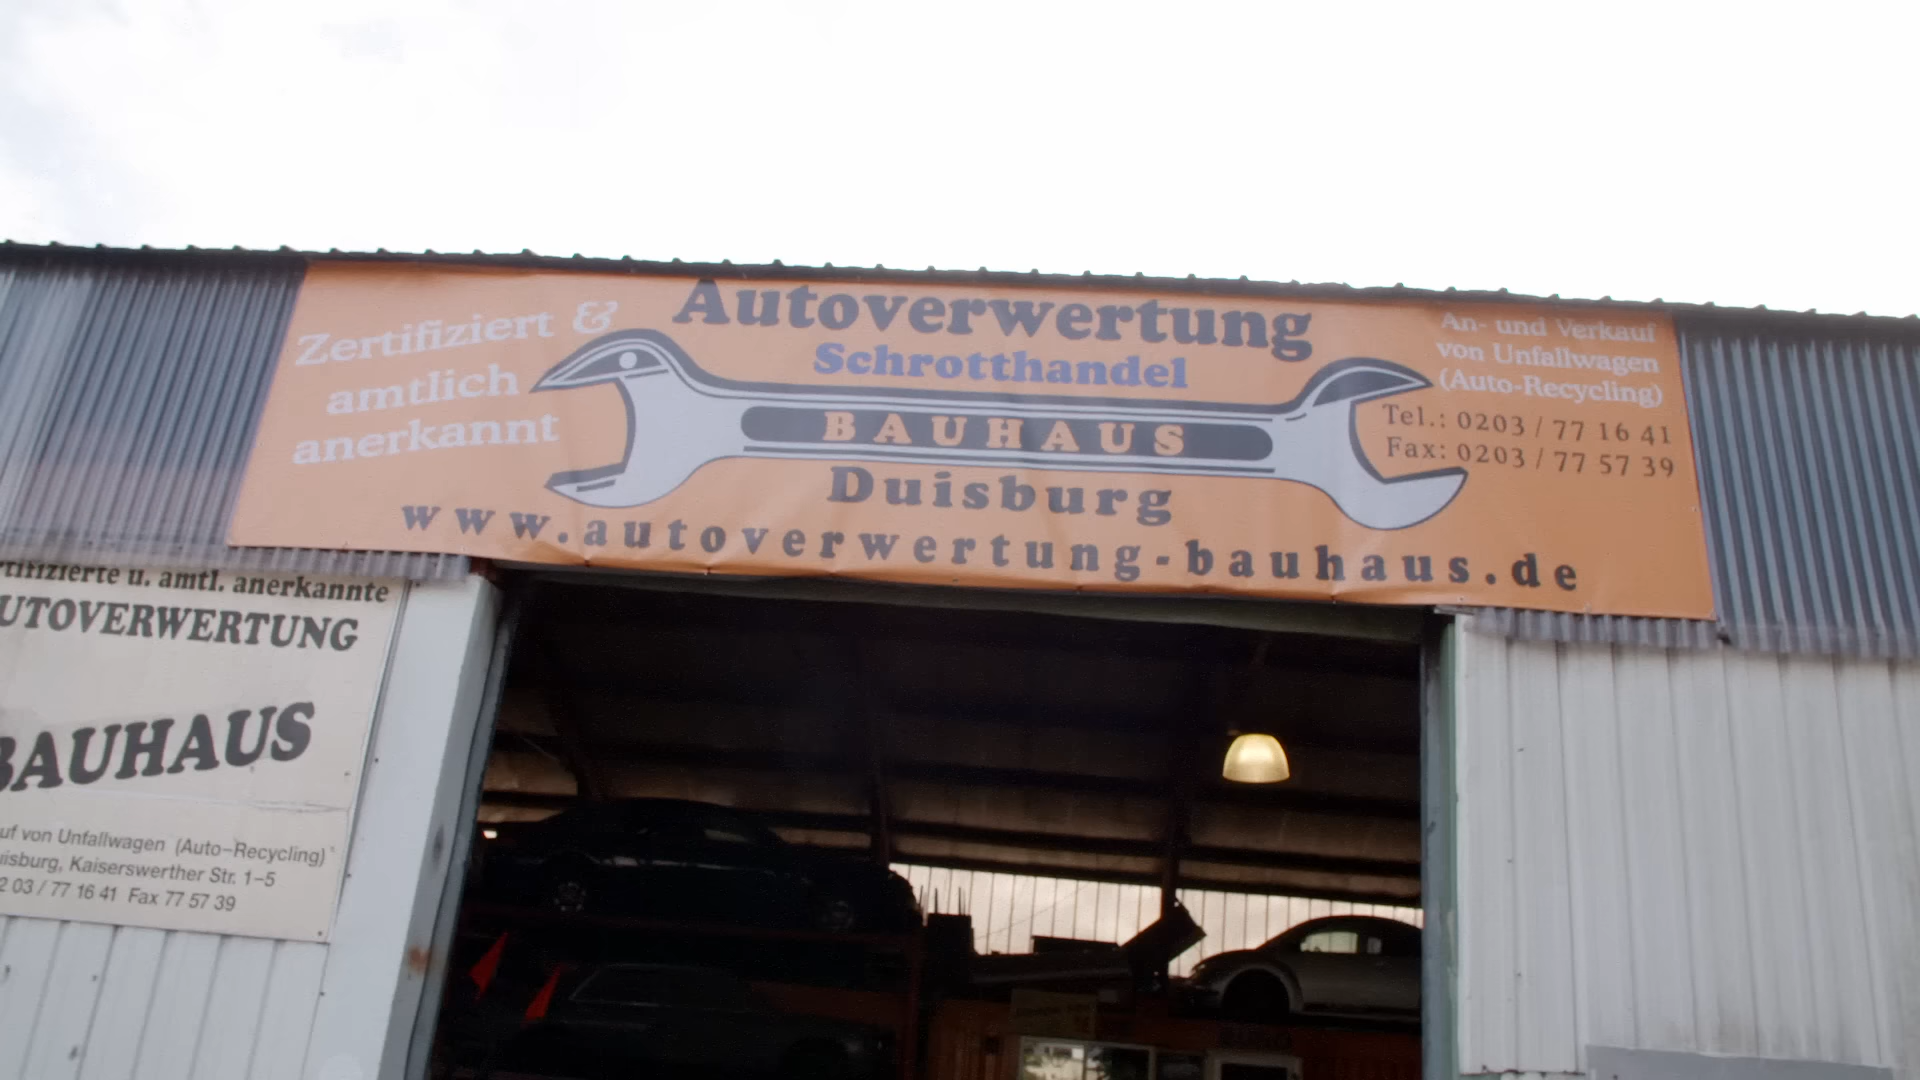 Zertifiziert &
amtlich
anerkannt
Autoverwertung
Schrotthandel
BAUHAUS
Duisburg
www.autoverwertung-bauhaus.de
An- und Verkauf
von Unfallwagen
(Auto-Recycling)
Tel.: 0203 / 77 16 41
Fax: 0203 / 77 57 39
u. amtl. anerkannte
UTOVERWERTUNG
BAUHAUS
uf von Unfallwagen (Auto-Recycling)
uisburg, Kaiserswerther Str. 1-5
2 03 / 77 16 41 Fax 77 57 39